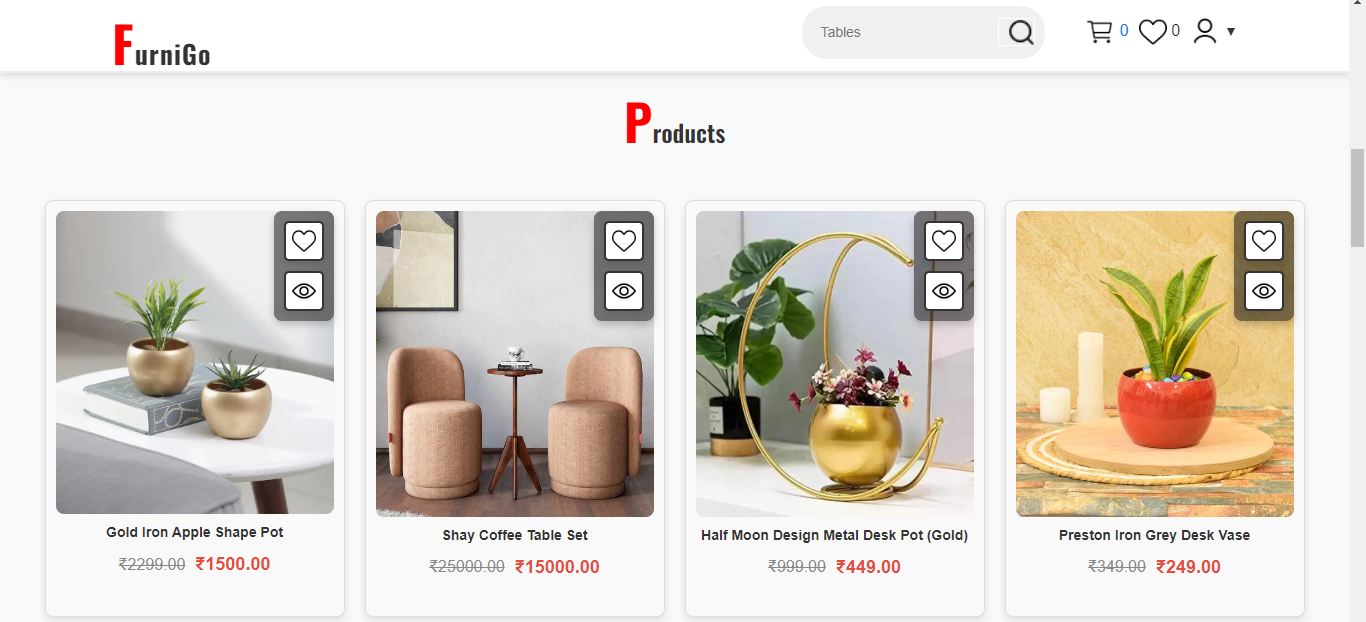 FurniGo
Tables
0
0
▼
Products
Gold Iron Apple Shape Pot
₹2299.00 ₹1500.00
Shay Coffee Table Set
₹25000.00 ₹15000.00
Half Moon Design Metal Desk Pot (Gold)
₹999.00 ₹449.00
Preston Iron Grey Desk Vase
₹349.00 ₹249.00